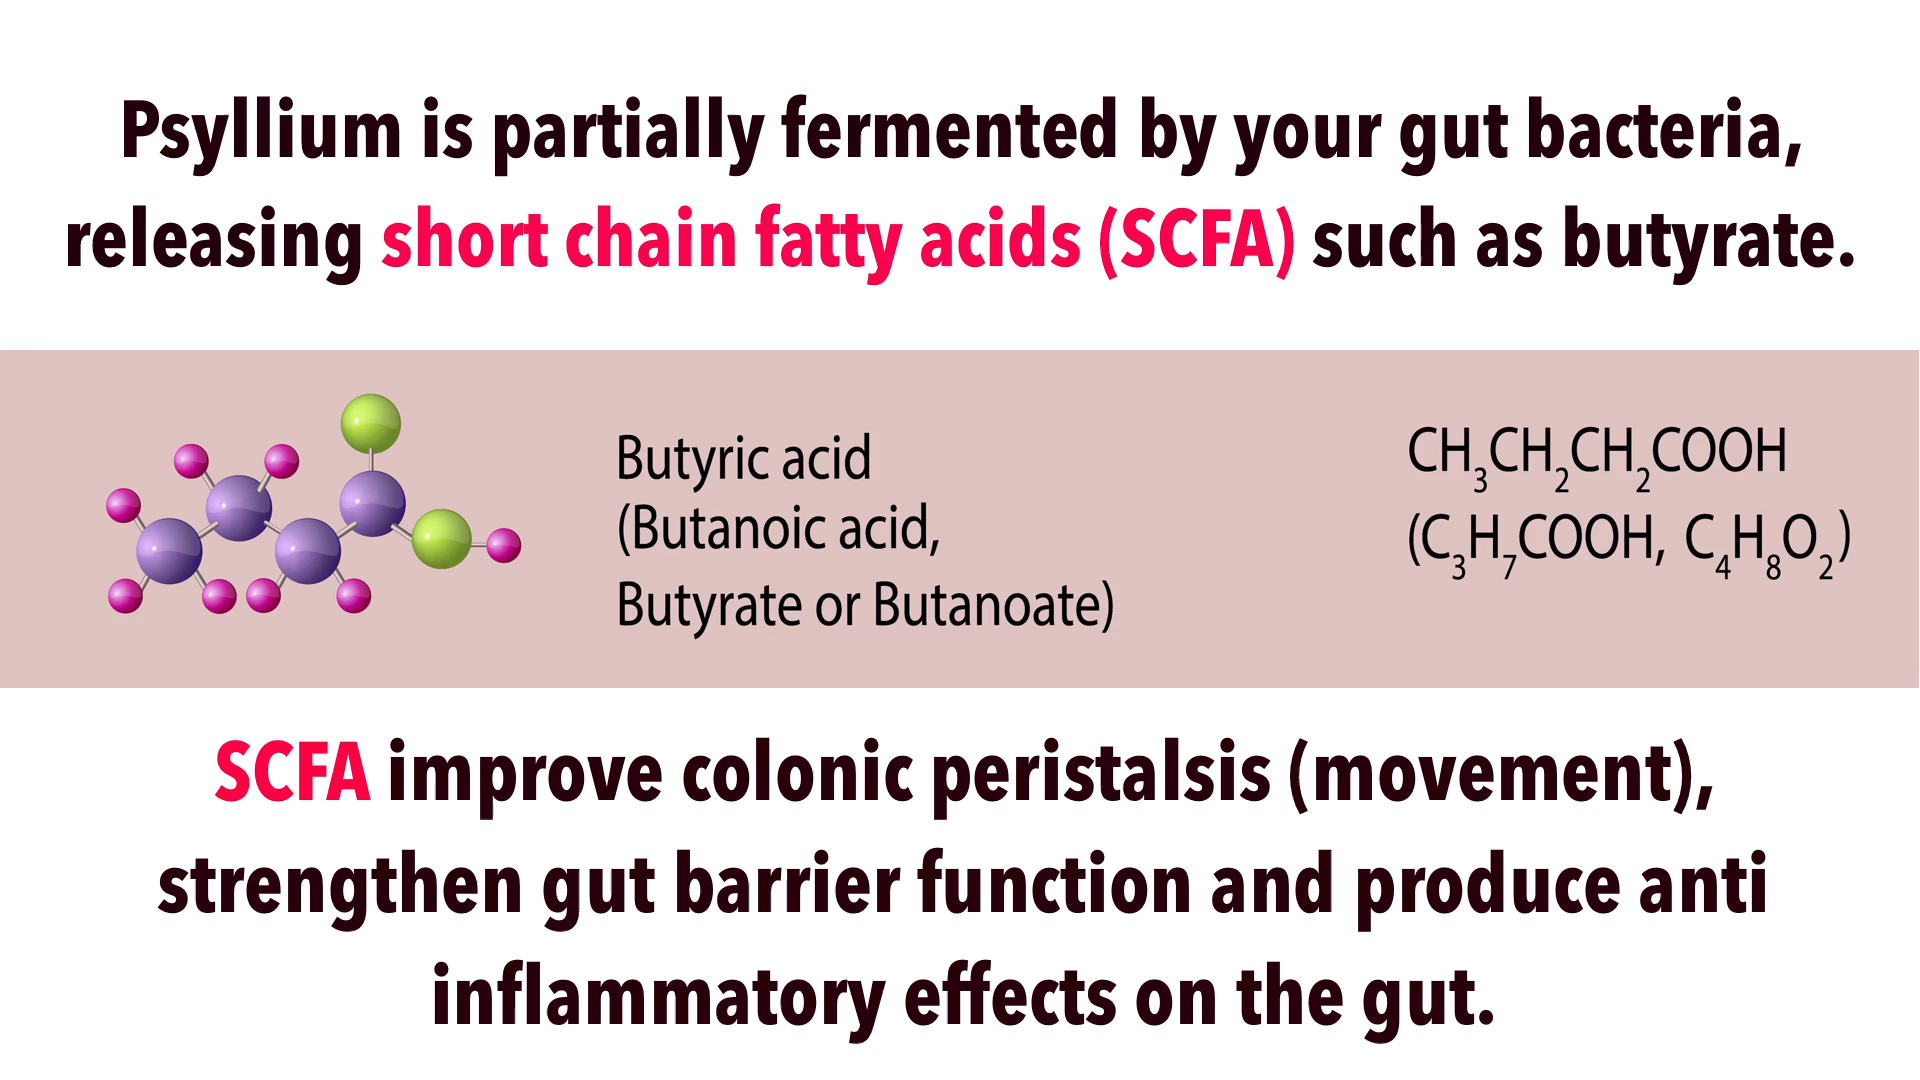 Psyllium is partially fermented by your gut bacteria,
releasing short chain fatty acids (SCFA) such as butyrate.
Butyric acid
(Butanoic acid,
Butyrate or Butanoate)
CH₃CH₂CH₂COOH
(C₃H₇COOH, C₄H₈O₂)
SCFA improve colonic peristalsis (movement),
strengthen gut barrier function and produce anti
inflammatory effects on the gut.